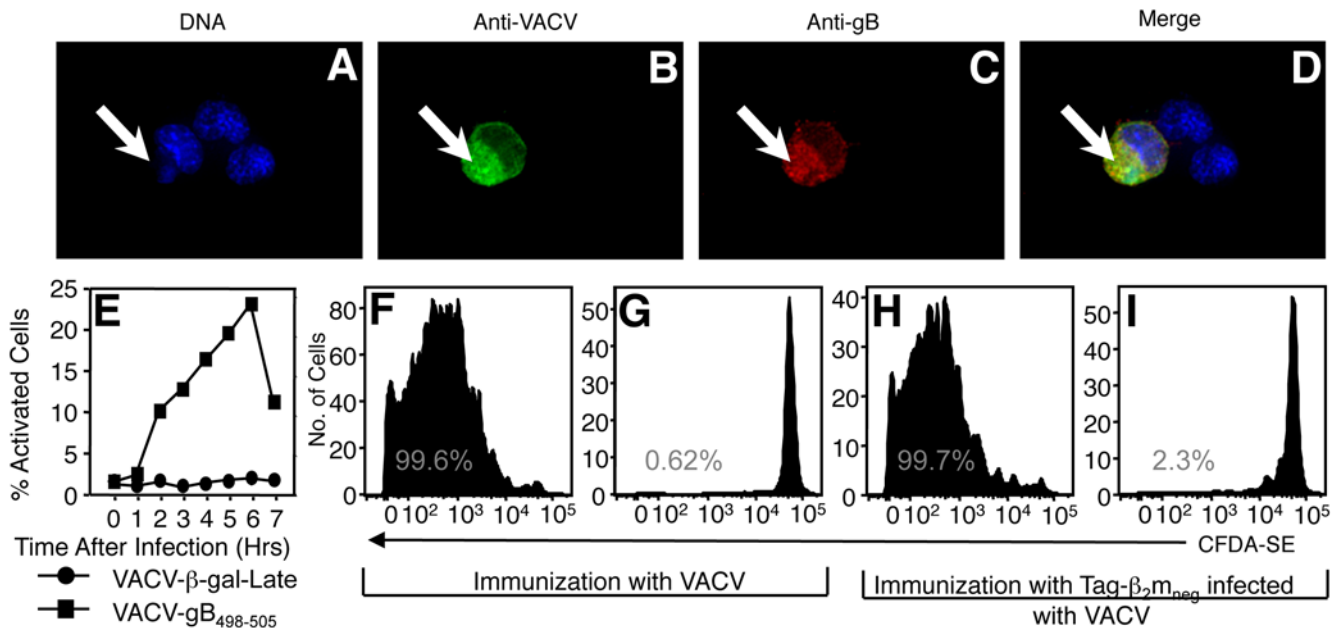 DNA Anti-VACV Anti-gB Merge
A B C D
E F G H I
% Activated Cells
25
20
15
10
5
0
0 1 2 3 4 5 6 7
Time After Infection (Hrs)
VACV-β-gal-Late
VACV-gB498-505
No. of Cells
80
60
40
20
0
99.6%
0 10² 10³ 10⁴ 10⁵
50
40
30
20
10
0
0.62%
0 10² 10³ 10⁴ 10⁵
40
30
20
10
0
99.7%
0 10² 10³ 10⁴ 10⁵
50
40
30
20
10
0
2.3%
0 10² 10³ 10⁴ 10⁵
CFDA-SE
Immunization with VACV
Immunization with Tag-β₂mneg infected
with VACV